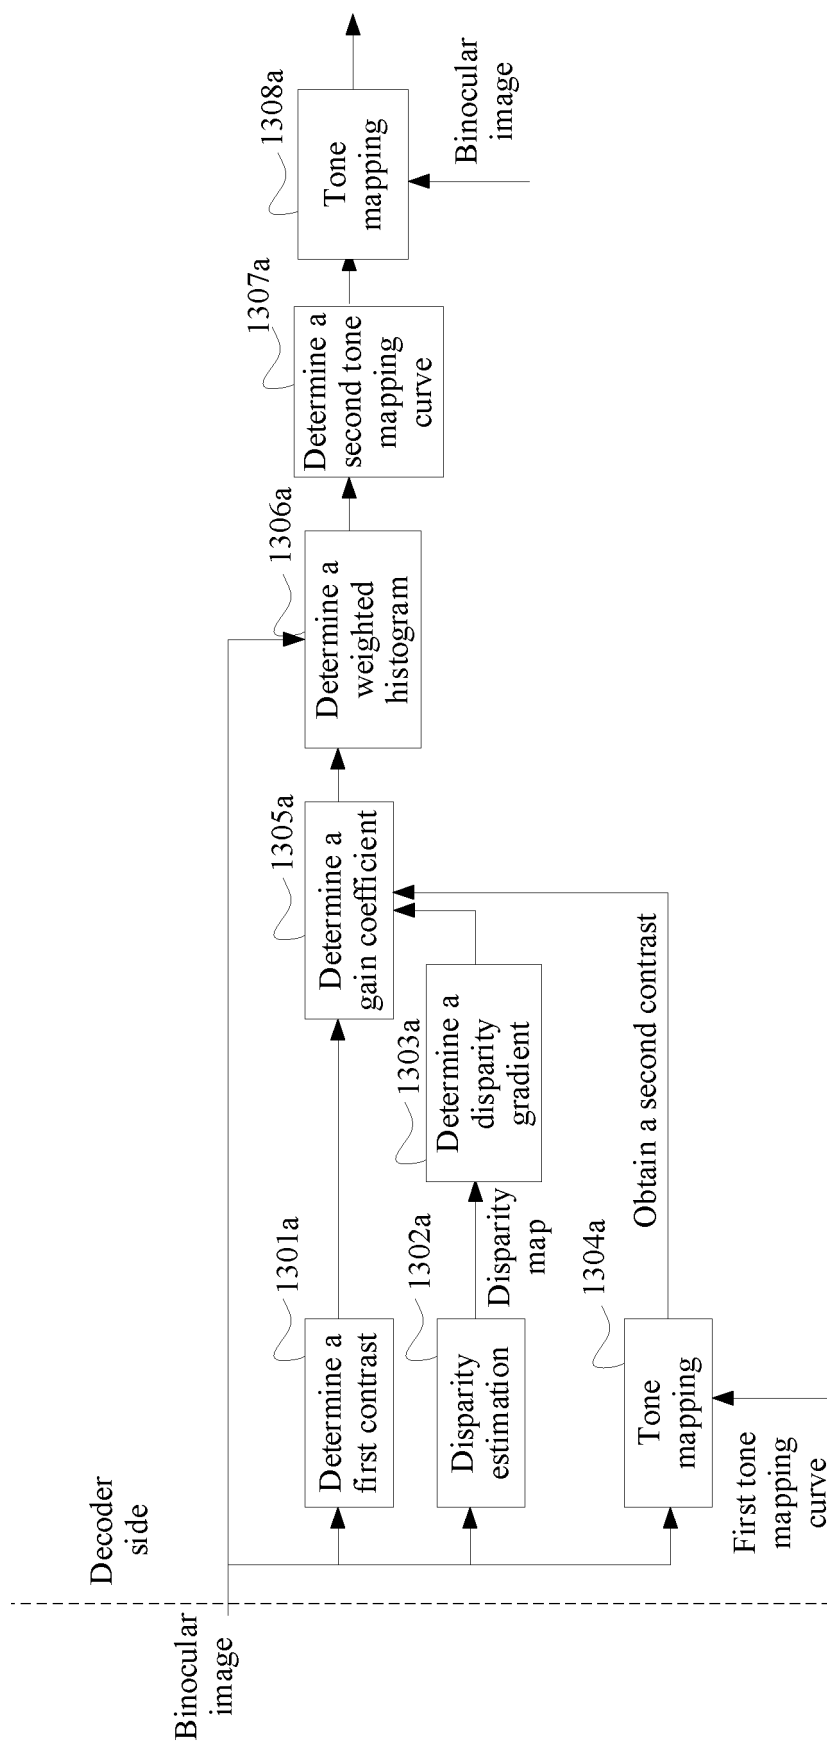 Binocular
image
Decoder
side
1301a
Determine a
first contrast
1302a
Disparity
estimation
Disparity
map
1303a
Determine a
disparity
gradient
1304a
Tone
mapping
First tone
mapping
curve
Obtain a second contrast
1305a
Determine a
gain coefficient
1306a
Determine a
weighted
histogram
1307a
Determine a
second tone
mapping
curve
1308a
Tone
mapping
Binocular
image